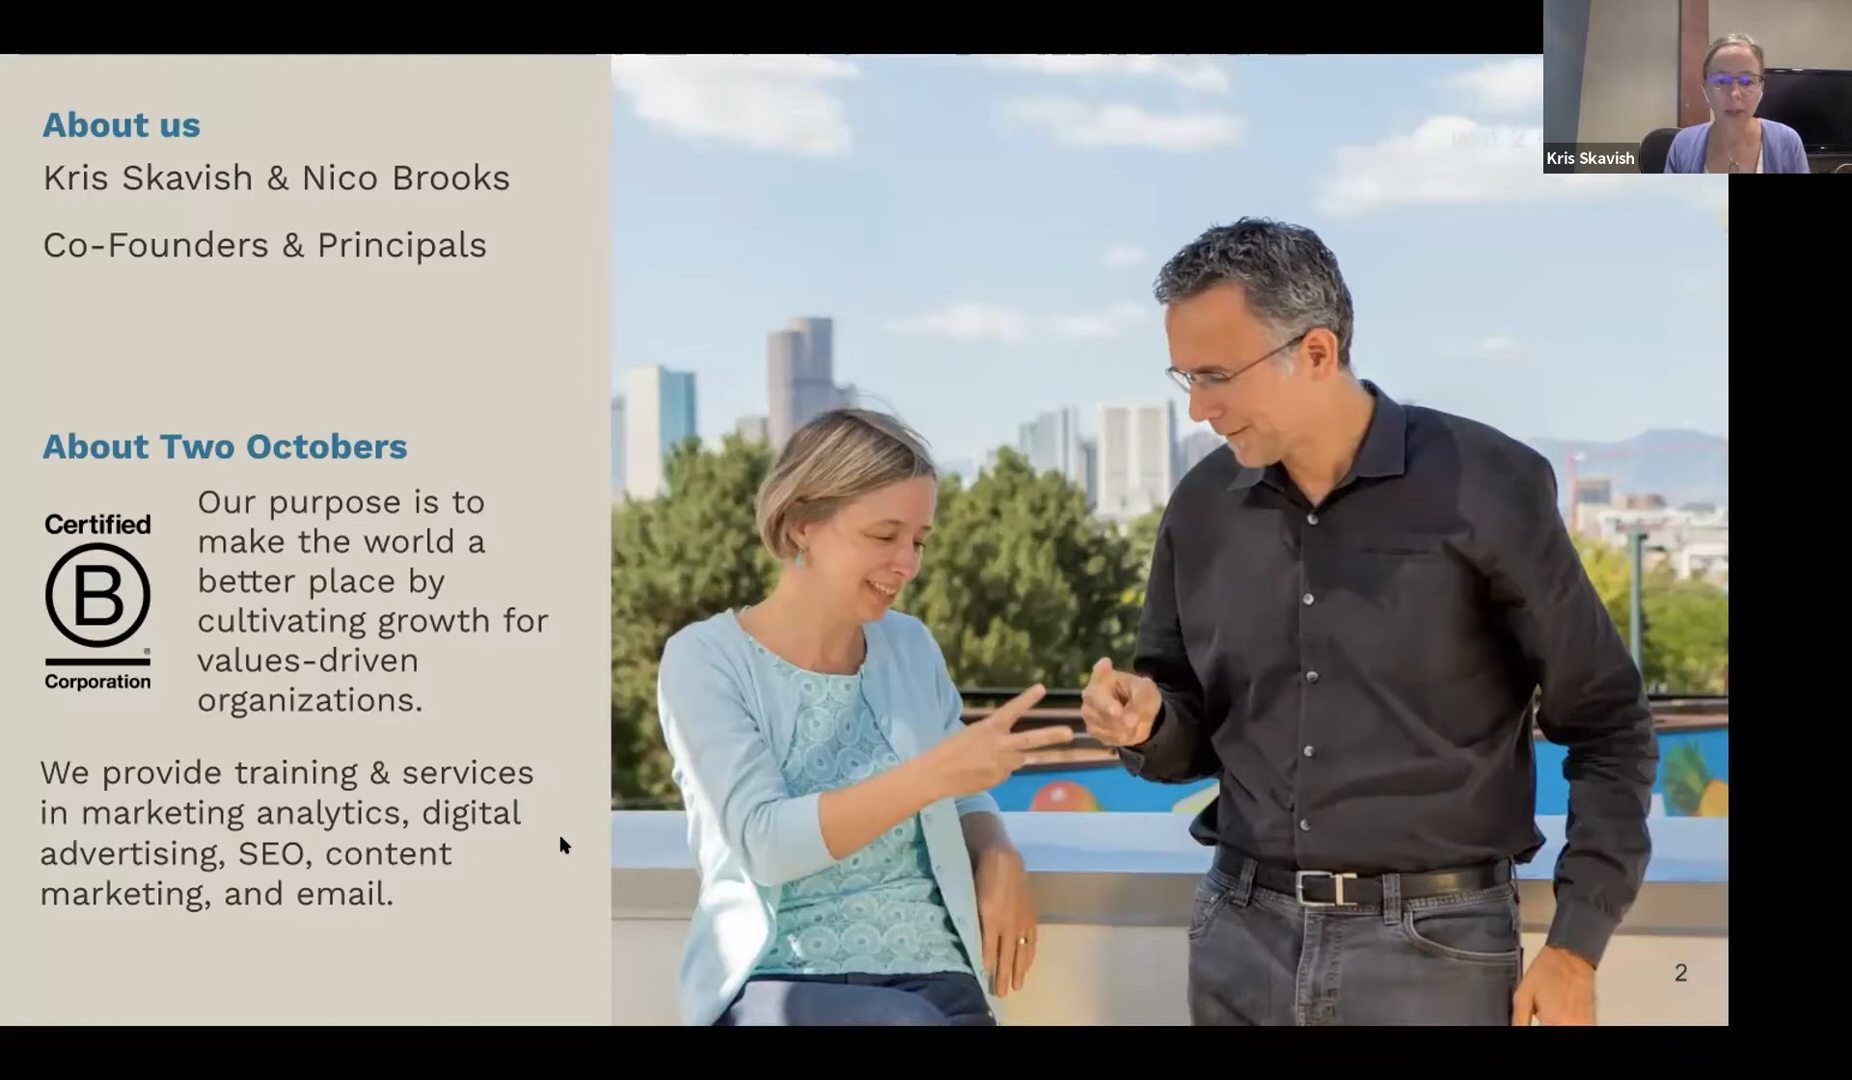 About us
Kris Skavish & Nico Brooks
Co-Founders & Principals
About Two Octobers
Certified
B
®
Corporation
Our purpose is to
make the world a
better place by
cultivating growth for
values-driven
organizations.
We provide training & services
in marketing analytics, digital
advertising, SEO, content
marketing, and email.
Kris Skavish
2